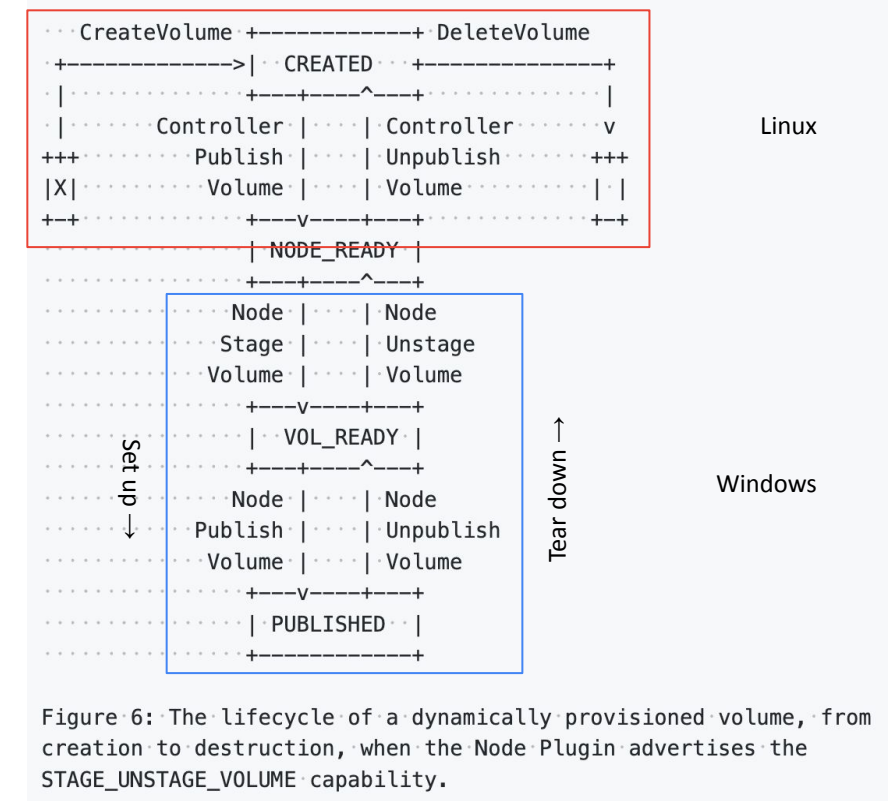 CreateVolume +------------+ DeleteVolume
+------------->| CREATED +--------------+
| +---+----^---+ |
| Controller | | Controller v
+++ Publish | | Unpublish +++
|X| Volume | | Volume | |
+-+ +---v----+---+ +-+
| NODE_READY |
+---+----^---+
Node | | Node
Stage | | Unstage
Volume | | Volume
+---v----+---+
| VOL_READY |
+---+----^---+
Node | | Node
Publish | | Unpublish
Volume | | Volume
+---v----+---+
| PUBLISHED |
+------------+
Linux
Set up →
Tear down →
Windows
Figure 6: The lifecycle of a dynamically provisioned volume, from
creation to destruction, when the Node Plugin advertises the
STAGE_UNSTAGE_VOLUME capability.